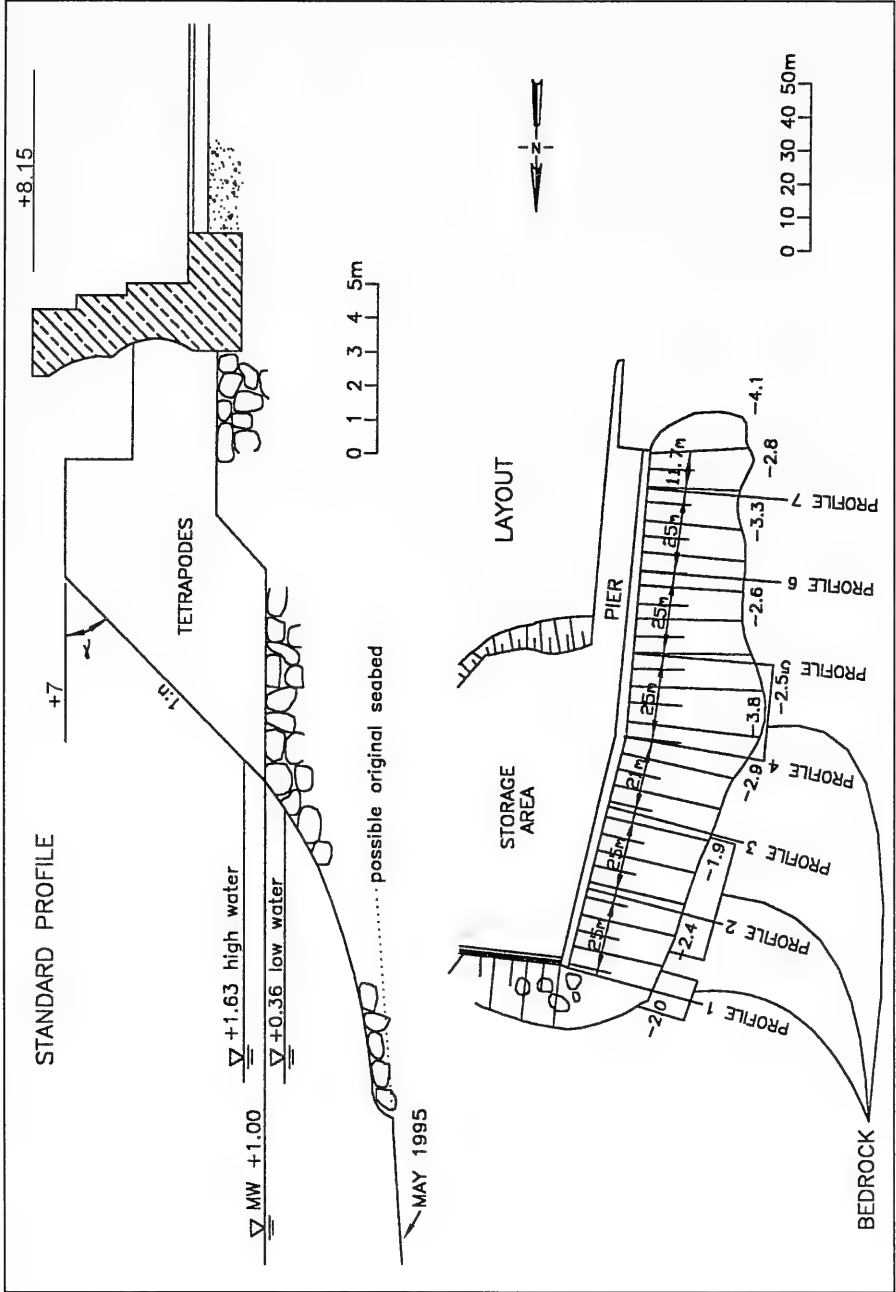 STANDARD PROFILE
+8.15
+7
α
1:n
TETRAPODES
MW +1.00
+1.63 high water
+0.36 low water
possible original seabed
MAY 1995
0 1 2 3 4 5m
LAYOUT
STORAGE
AREA
PIER
N
25m
25m
21m
25m
25m
25m
11.7m
-2.0
-2.4
-1.9
-2.9
-3.8
-2.5
-2.6
-3.3
-2.8
-4.1
PROFILE 1
PROFILE 2
PROFILE 3
PROFILE 4
PROFILE 5
PROFILE 6
PROFILE 7
BEDROCK
0 10 20 30 40 50m